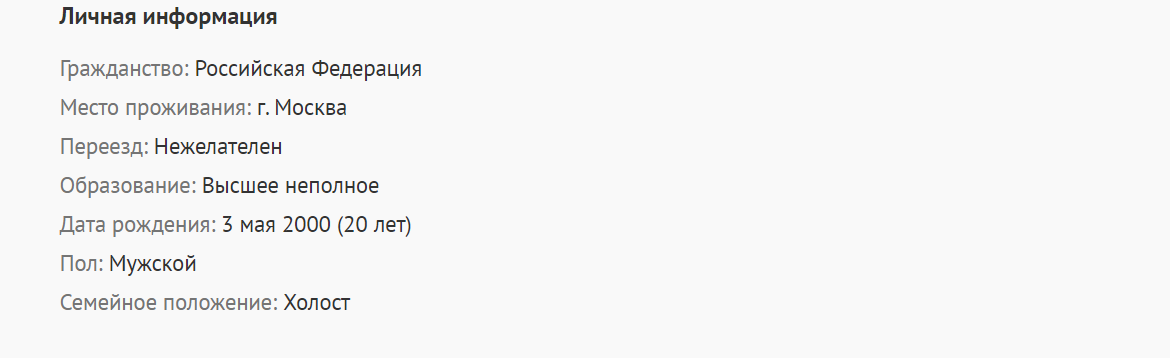 Личная информация
Гражданство: Российская Федерация
Место проживания: г. Москва
Переезд: Нежелателен
Образование: Высшее неполное
Дата рождения: 3 мая 2000 (20 лет)
Пол: Мужской
Семейное положение: Холост